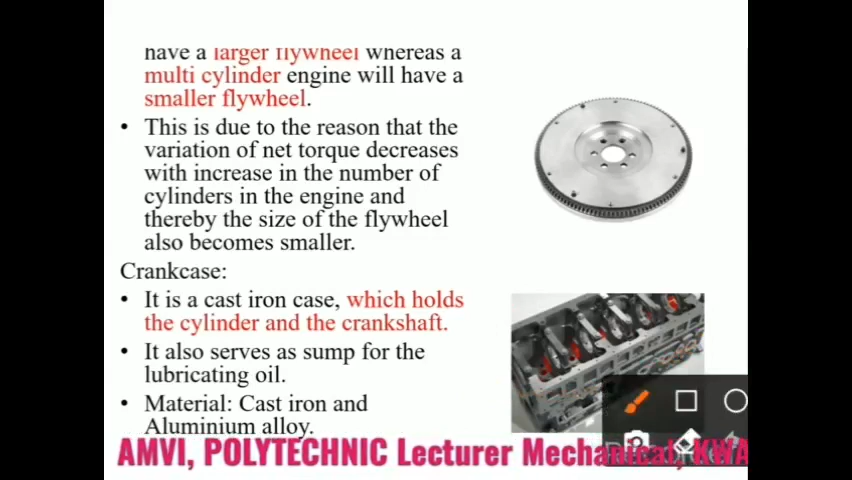 have a larger flywheel whereas a
multi cylinder engine will have a
smaller flywheel.
• This is due to the reason that the
variation of net torque decreases
with increase in the number of
cylinders in the engine and
thereby the size of the flywheel
also becomes smaller.
Crankcase:
• It is a cast iron case, which holds
the cylinder and the crankshaft.
• It also serves as sump for the
lubricating oil.
• Material: Cast iron and
Aluminium alloy.
AMVI, POLYTECHNIC Lecturer Mechanical, KWA